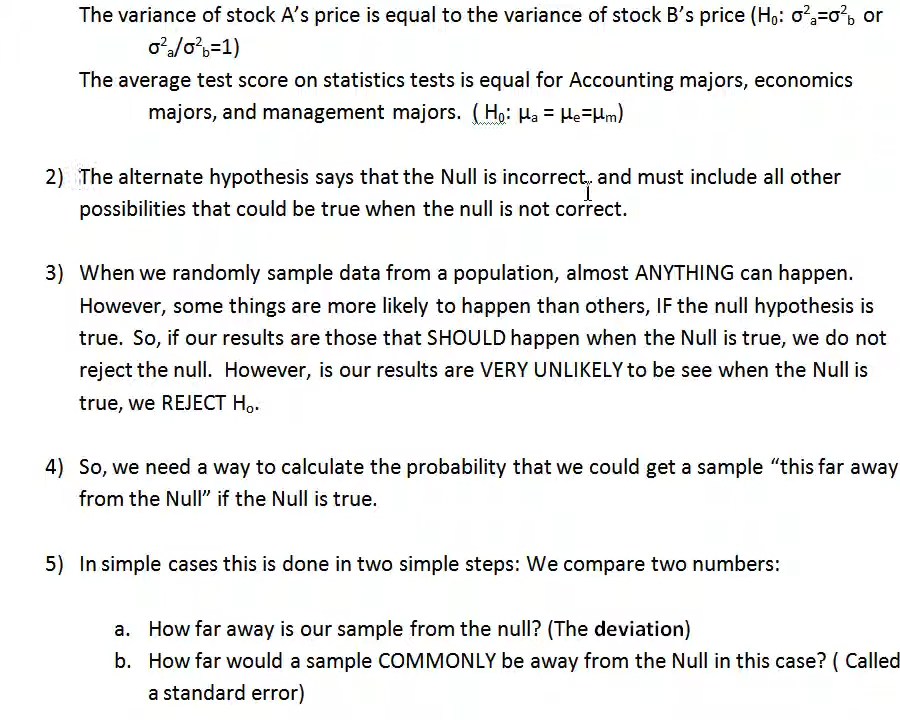 The variance of stock A’s price is equal to the variance of stock B’s price (H₀: σ²ₐ=σ²b or
σ²ₐ/σ²b=1)
The average test score on statistics tests is equal for Accounting majors, economics
majors, and management majors. ( H₀: μₐ = μₑ=μₘ)
2) The alternate hypothesis says that the Null is incorrect, and must include all other
possibilities that could be true when the null is not correct.
3) When we randomly sample data from a population, almost ANYTHING can happen.
However, some things are more likely to happen than others, IF the null hypothesis is
true. So, if our results are those that SHOULD happen when the Null is true, we do not
reject the null. However, is our results are VERY UNLIKELY to be see when the Null is
true, we REJECT Hₒ.
4) So, we need a way to calculate the probability that we could get a sample “this far away
from the Null” if the Null is true.
5) In simple cases this is done in two simple steps: We compare two numbers:
a. How far away is our sample from the null? (The deviation)
b. How far would a sample COMMONLY be away from the Null in this case? ( Called
a standard error)